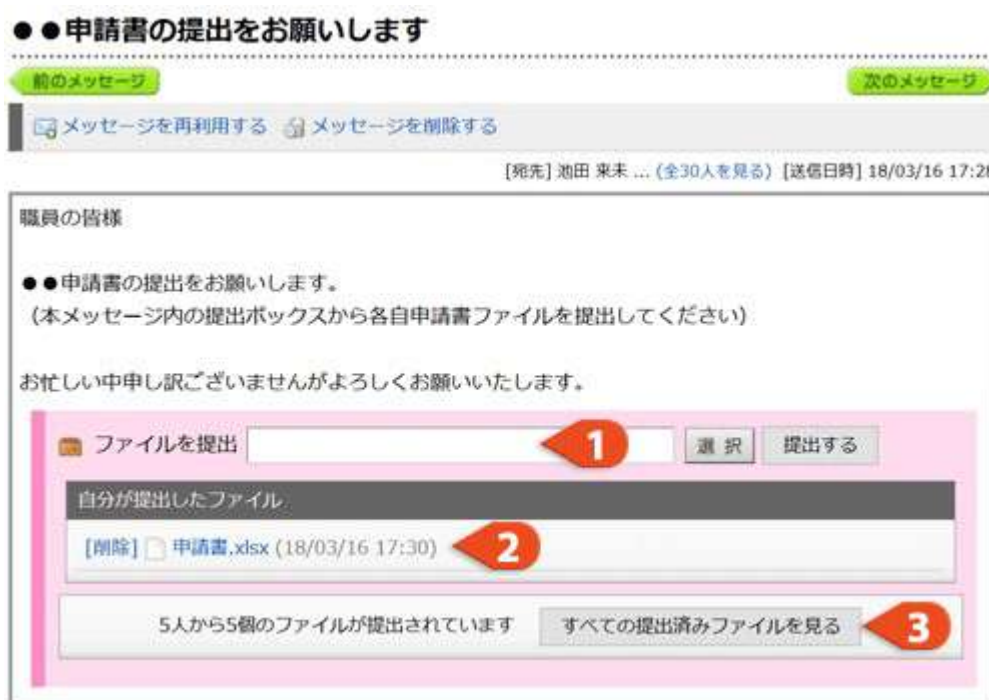 ●●申請書の提出をお願いします
前のメッセージ 次のメッセージ
メッセージを再利用する メッセージを削除する
[宛先] 池田 来未 ... (全30人を見る) [送信日時] 18/03/16 17:28
職員の皆様
●●申請書の提出をお願いします。
（本メッセージ内の提出ボックスから各自申請書ファイルを提出してください）
お忙しい中申し訳ございませんがよろしくお願いいたします。
ファイルを提出 1 選 択 提出する
自分が提出したファイル
[削除] 申請書.xlsx (18/03/16 17:30) 2
5人から5個のファイルが提出されています すべての提出済みファイルを見る 3